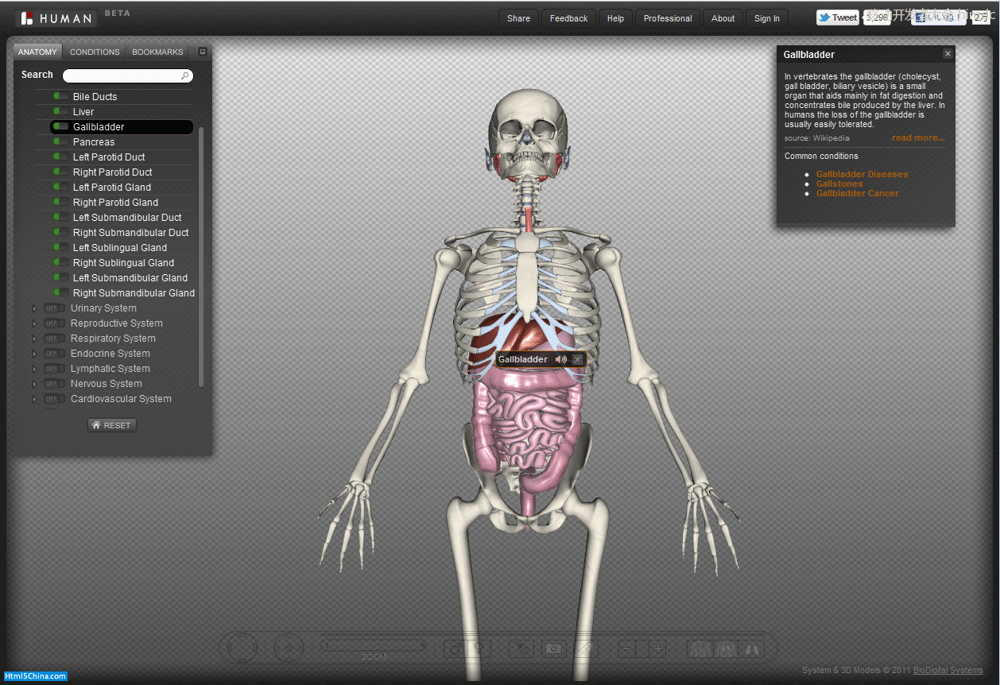 HUMAN BETA
Share Feedback Help Professional About Sign In Tweet 5,296
ANATOMY CONDITIONS BOOKMARKS
Search
Bile Ducts
Liver
Gallbladder
Pancreas
Left Parotid Duct
Right Parotid Duct
Left Parotid Gland
Right Parotid Gland
Left Submandibular Duct
Right Submandibular Duct
Left Sublingual Gland
Right Sublingual Gland
Left Submandibular Gland
Right Submandibular Gland
OFF Urinary System
OFF Reproductive System
OFF Respiratory System
OFF Endocrine System
OFF Lymphatic System
OFF Nervous System
OFF Cardiovascular System
RESET
Gallbladder
Gallbladder
In vertebrates the gallbladder (cholecyst,
gall bladder, biliary vesicle) is a small
organ that aids mainly in fat digestion and
concentrates bile produced by the liver. In
humans the loss of the gallbladder is
usually easily tolerated.
source: Wikipedia read more...
Common conditions
Gallbladder Diseases
Gallstones
Gallbladder Cancer
ZOOM
System & 3D Models © 2011 BioDigital Systems
Html5China.com